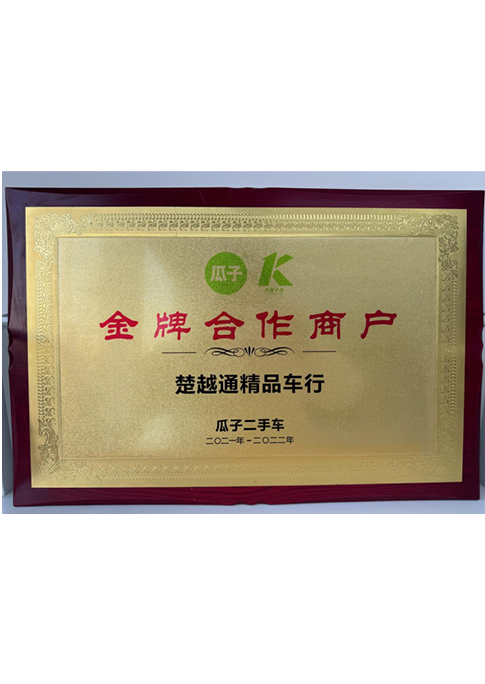 瓜子
金牌合作商户
楚越通精品车行
瓜子二手车
二〇二一年-二〇二二年